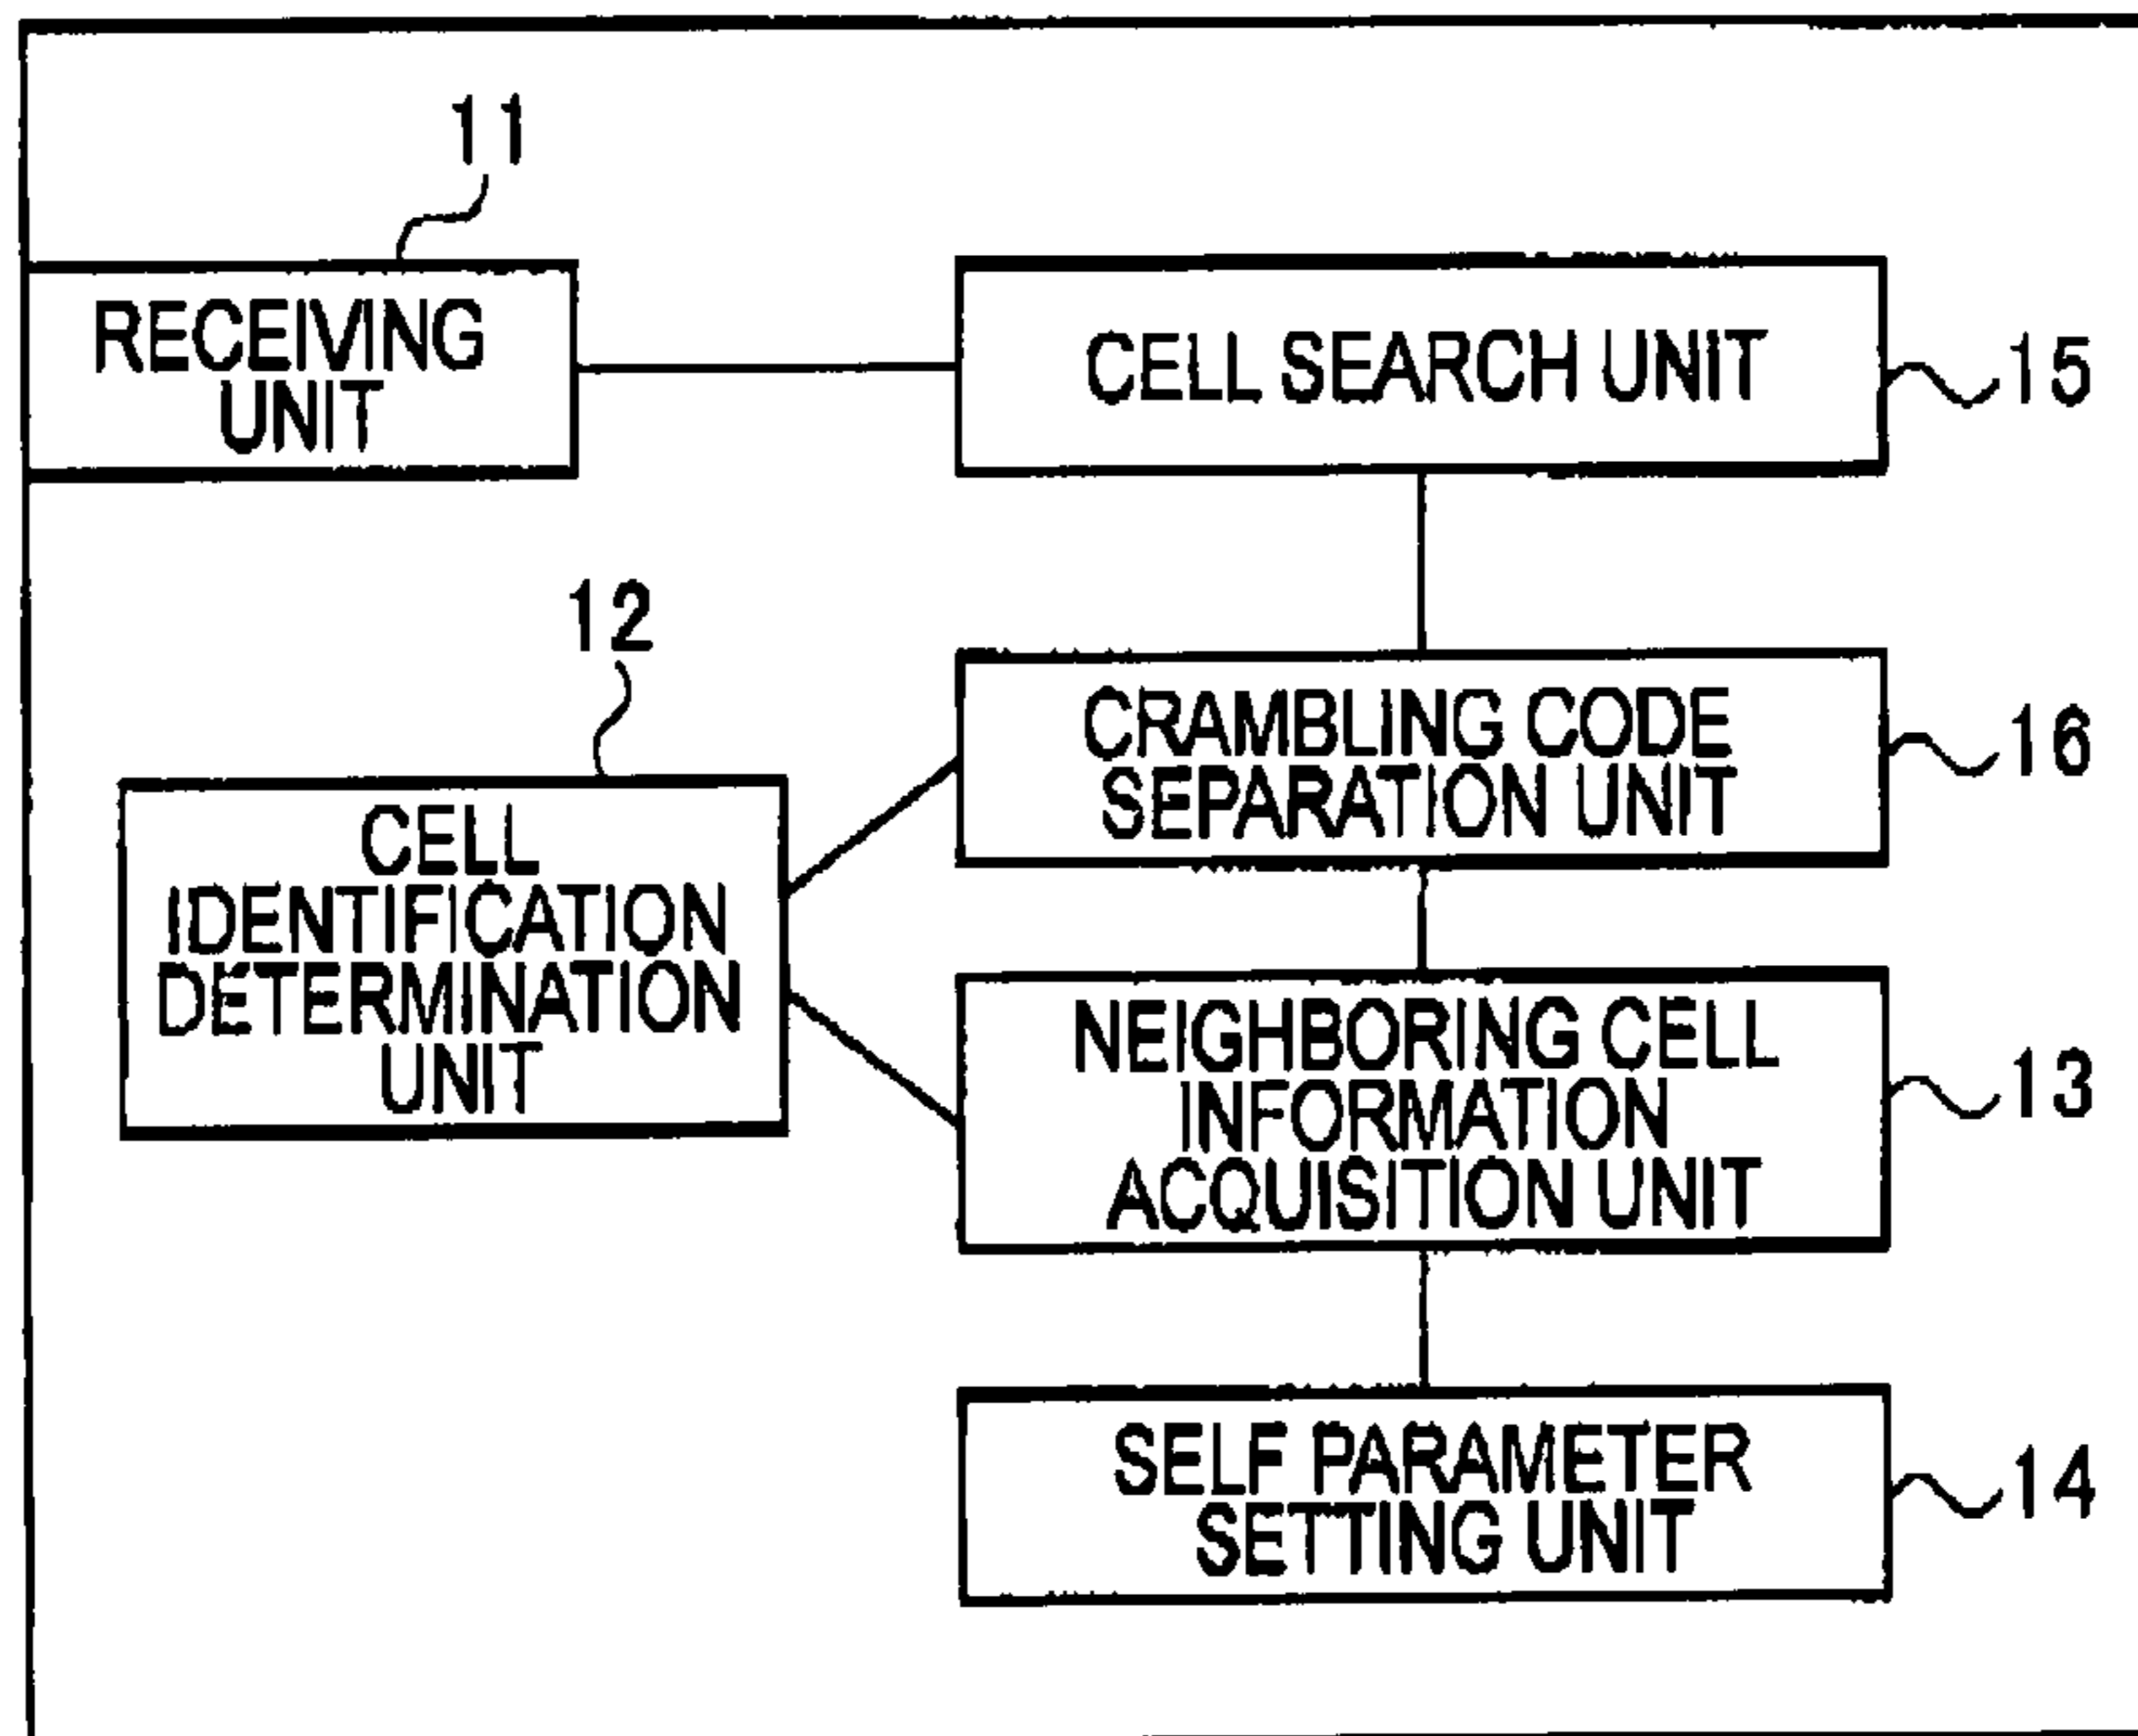 11
RECEIVING
UNIT
CELL SEARCH UNIT
15
12
CRAMBLING CODE
SEPARATION UNIT
16
CELL
IDENTIFICATION
DETERMINATION
UNIT
NEIGHBORING CELL
INFORMATION
ACQUISITION UNIT
13
SELF PARAMETER
SETTING UNIT
14